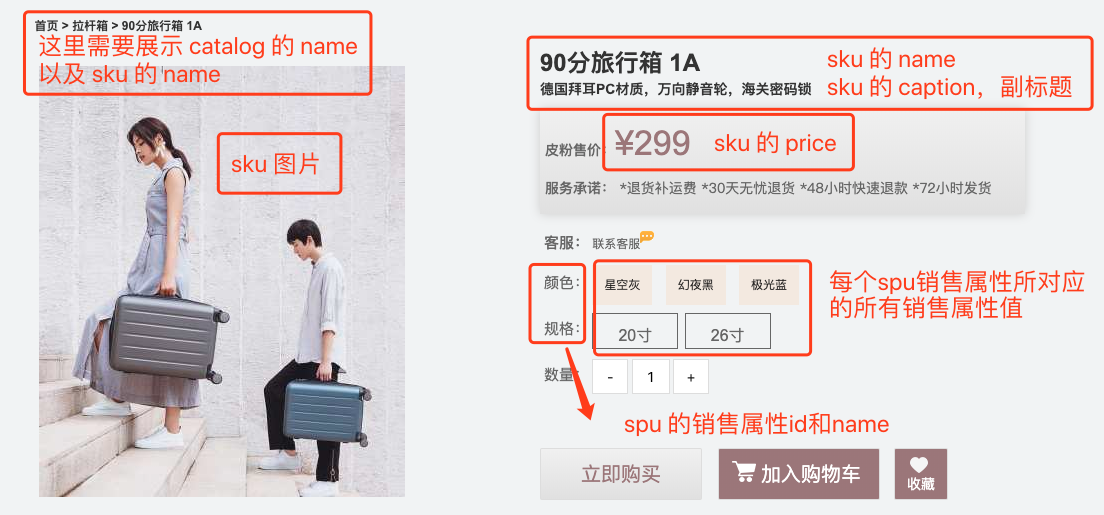 首页 > 拉杆箱 > 90分旅行箱 1A
这里需要展示 catalog 的 name
以及 sku 的 name
sku 图片
90分旅行箱 1A
sku 的 name
德国拜耳PC材质，万向静音轮，海关密码锁
sku 的 caption，副标题
皮粉售价：
¥299
sku 的 price
服务承诺： *退货补运费 *30天无忧退货 *48小时快速退款 *72小时发货
客服： 联系客服
颜色： 星空灰 幻夜黑 极光蓝
每个spu销售属性所对应
的所有销售属性值
规格： 20寸 26寸
数量： - 1 +
spu 的销售属性id和name
立即购买
加入购物车
收藏